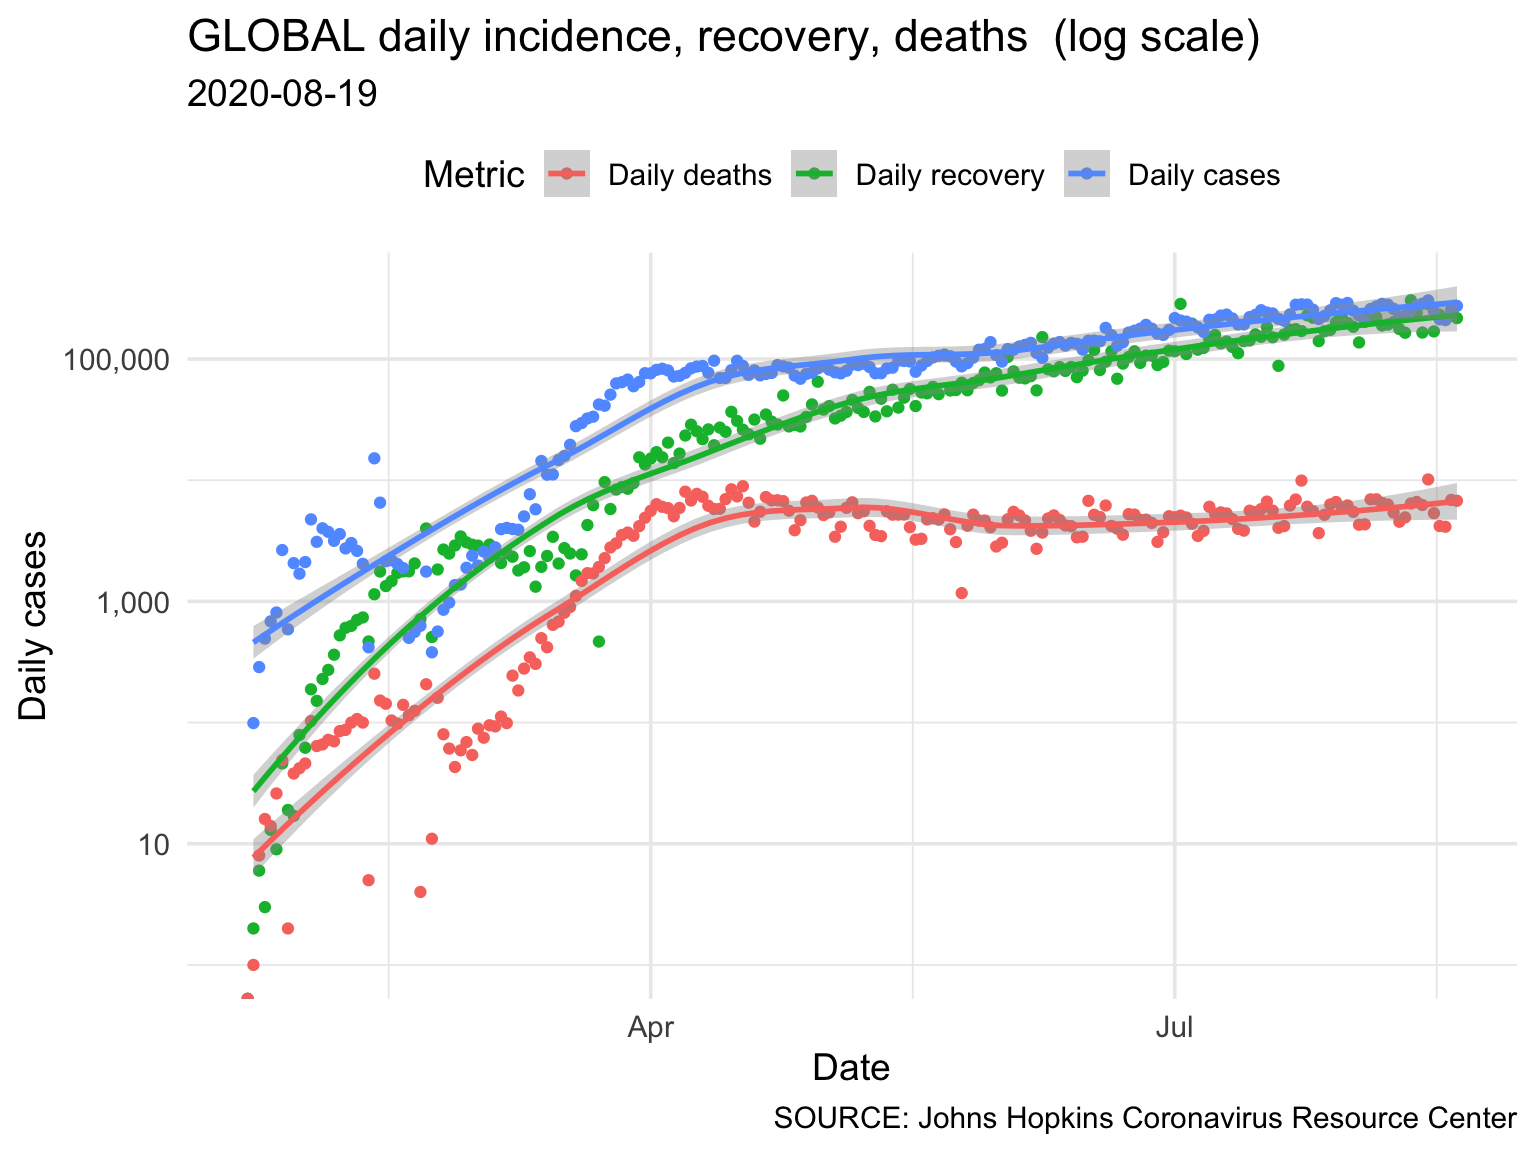 GLOBAL daily incidence, recovery, deaths  (log scale)
2020-08-19
Metric Daily deaths Daily recovery Daily cases
Daily cases
100,000
1,000
10
Apr Jul
Date
SOURCE: Johns Hopkins Coronavirus Resource Center